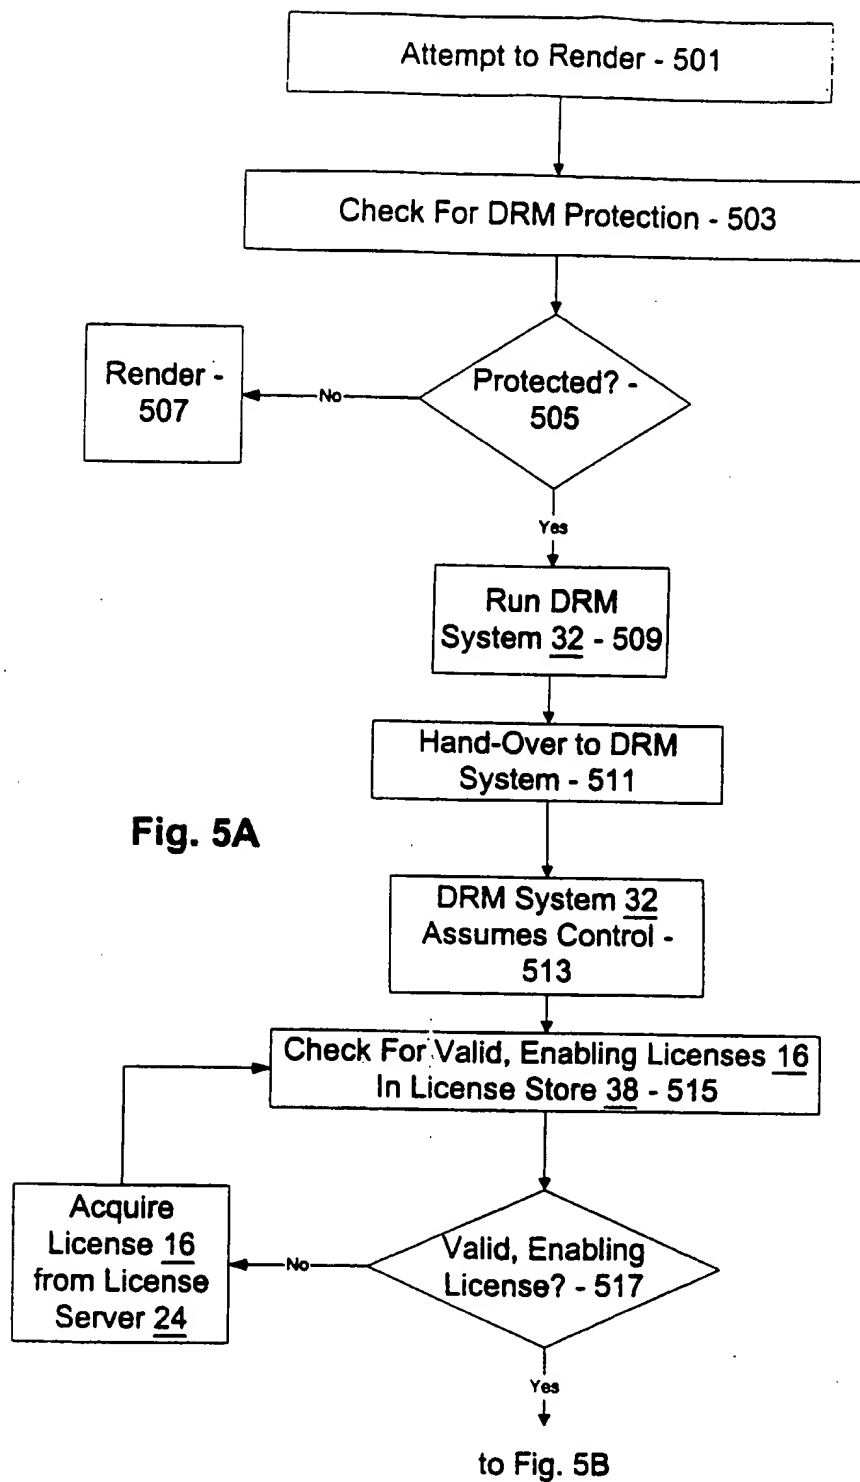 Attempt to Render - 501
Check For DRM Protection - 503
Protected? -
505
No
Render -
507
Yes
Run DRM
System 32 - 509
Hand-Over to DRM
System - 511
Fig. 5A
DRM System 32
Assumes Control -
513
Check For Valid, Enabling Licenses 16
In License Store 38 - 515
Valid, Enabling
License? - 517
No
Acquire
License 16
from License
Server 24
Yes
to Fig. 5B